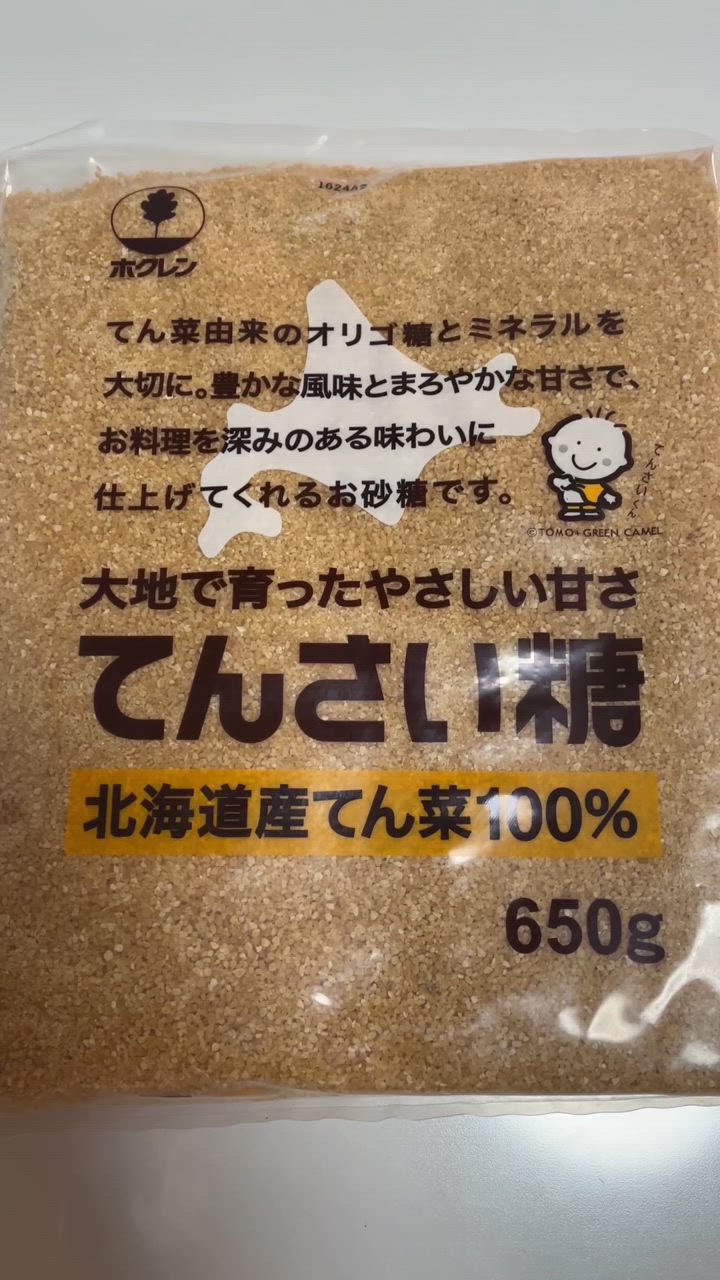 ホクレン
てん菜由来のオリゴ糖とミネラルを
大切に。豊かな風味とまろやかな甘さで、
お料理を深みのある味わいに
仕上げてくれるお砂糖です。
てんさいくん
©TOMO+GREEN CAMEL
大地で育ったやさしい甘さ
てんさい糖
北海道産てん菜100%
650g